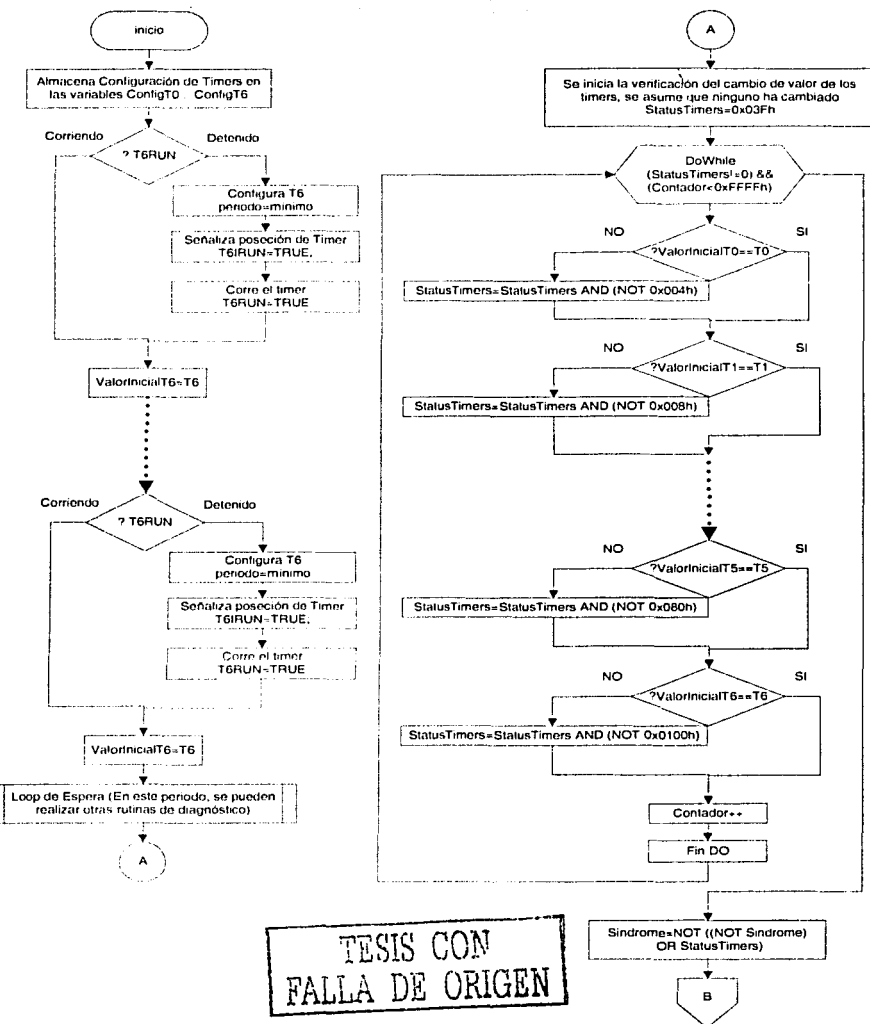 inicio
Almacena Configuración de Timers en
las variables ConfigT0 .. ConfigT6
Corriendo
? T6RUN
Detenido
Configura T6
periodo=minimo
Señaliza poseción de Timer
T6IRUN=TRUE,
Corre el timer
T6RUN=TRUE
ValorInicialT6=T6
Corriendo
? T6RUN
Detenido
Configura T6
periodo=minimo
Señaliza poseción de Timer
T6IRUN=TRUE,
Corre el timer
T6RUN=TRUE
ValorInicialT6=T6
Loop de Espera (En este periodo, se pueden
realizar otras rutinas de diagnóstico)
A
A
Se inicia la verificación del cambio de valor de los
timers, se asume que ninguno ha cambiado
StatusTimers=0x03Fh
DoWhile
(StatusTimers!=0) &&
(Contador<0xFFFFh)
NO
?ValorInicialT0==T0
SI
StatusTimers=StatusTimers AND (NOT 0x004h)
NO
?ValorInicialT1==T1
SI
StatusTimers=StatusTimers AND (NOT 0x008h)
NO
?ValorInicialT5==T5
SI
StatusTimers=StatusTimers AND (NOT 0x080h)
NO
?ValorInicialT6==T6
SI
StatusTimers=StatusTimers AND (NOT 0x0100h)
Contador++
Fin DO
Sindrome=NOT ((NOT Sindrome)
OR StatusTimers)
B
TESIS CON
FALLA DE ORIGEN